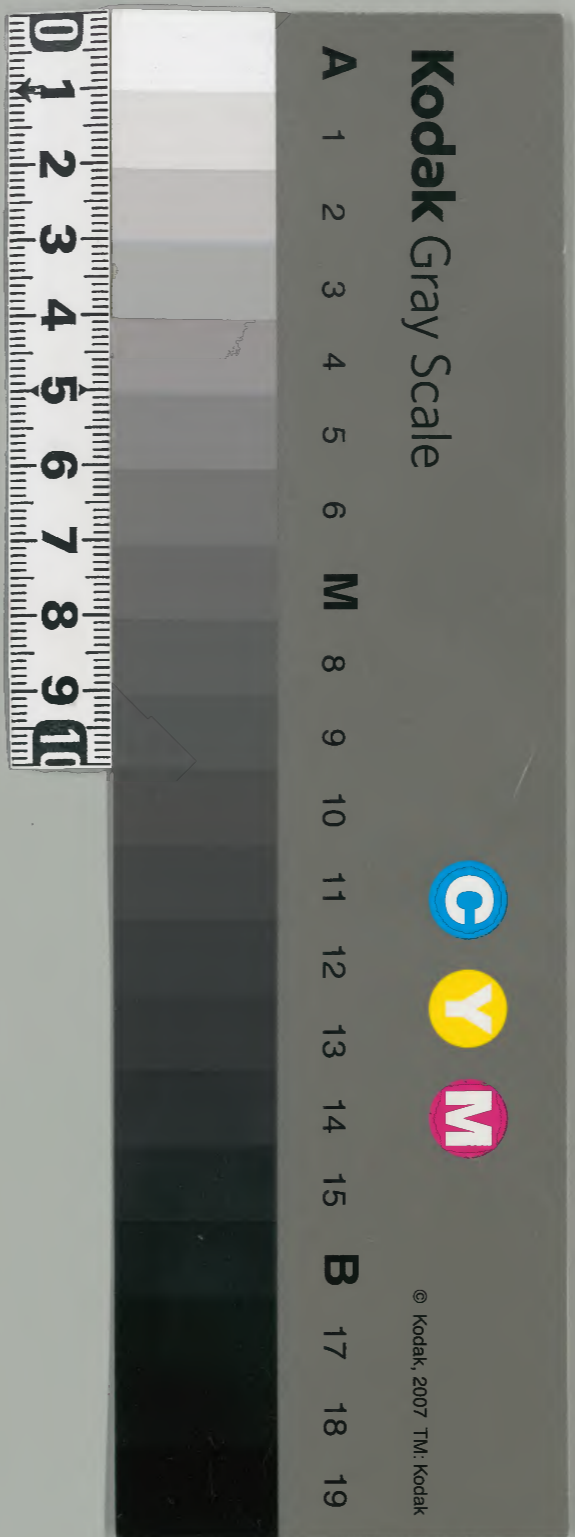 Kodak Gray Scale
C Y M
© Kodak, 2007 TM: Kodak
A 1 2 3 4 5 6 M 8 9 10 11 12 13 14 15 B 17 18 19
0 1 2 3 4 5 6 7 8 9 10